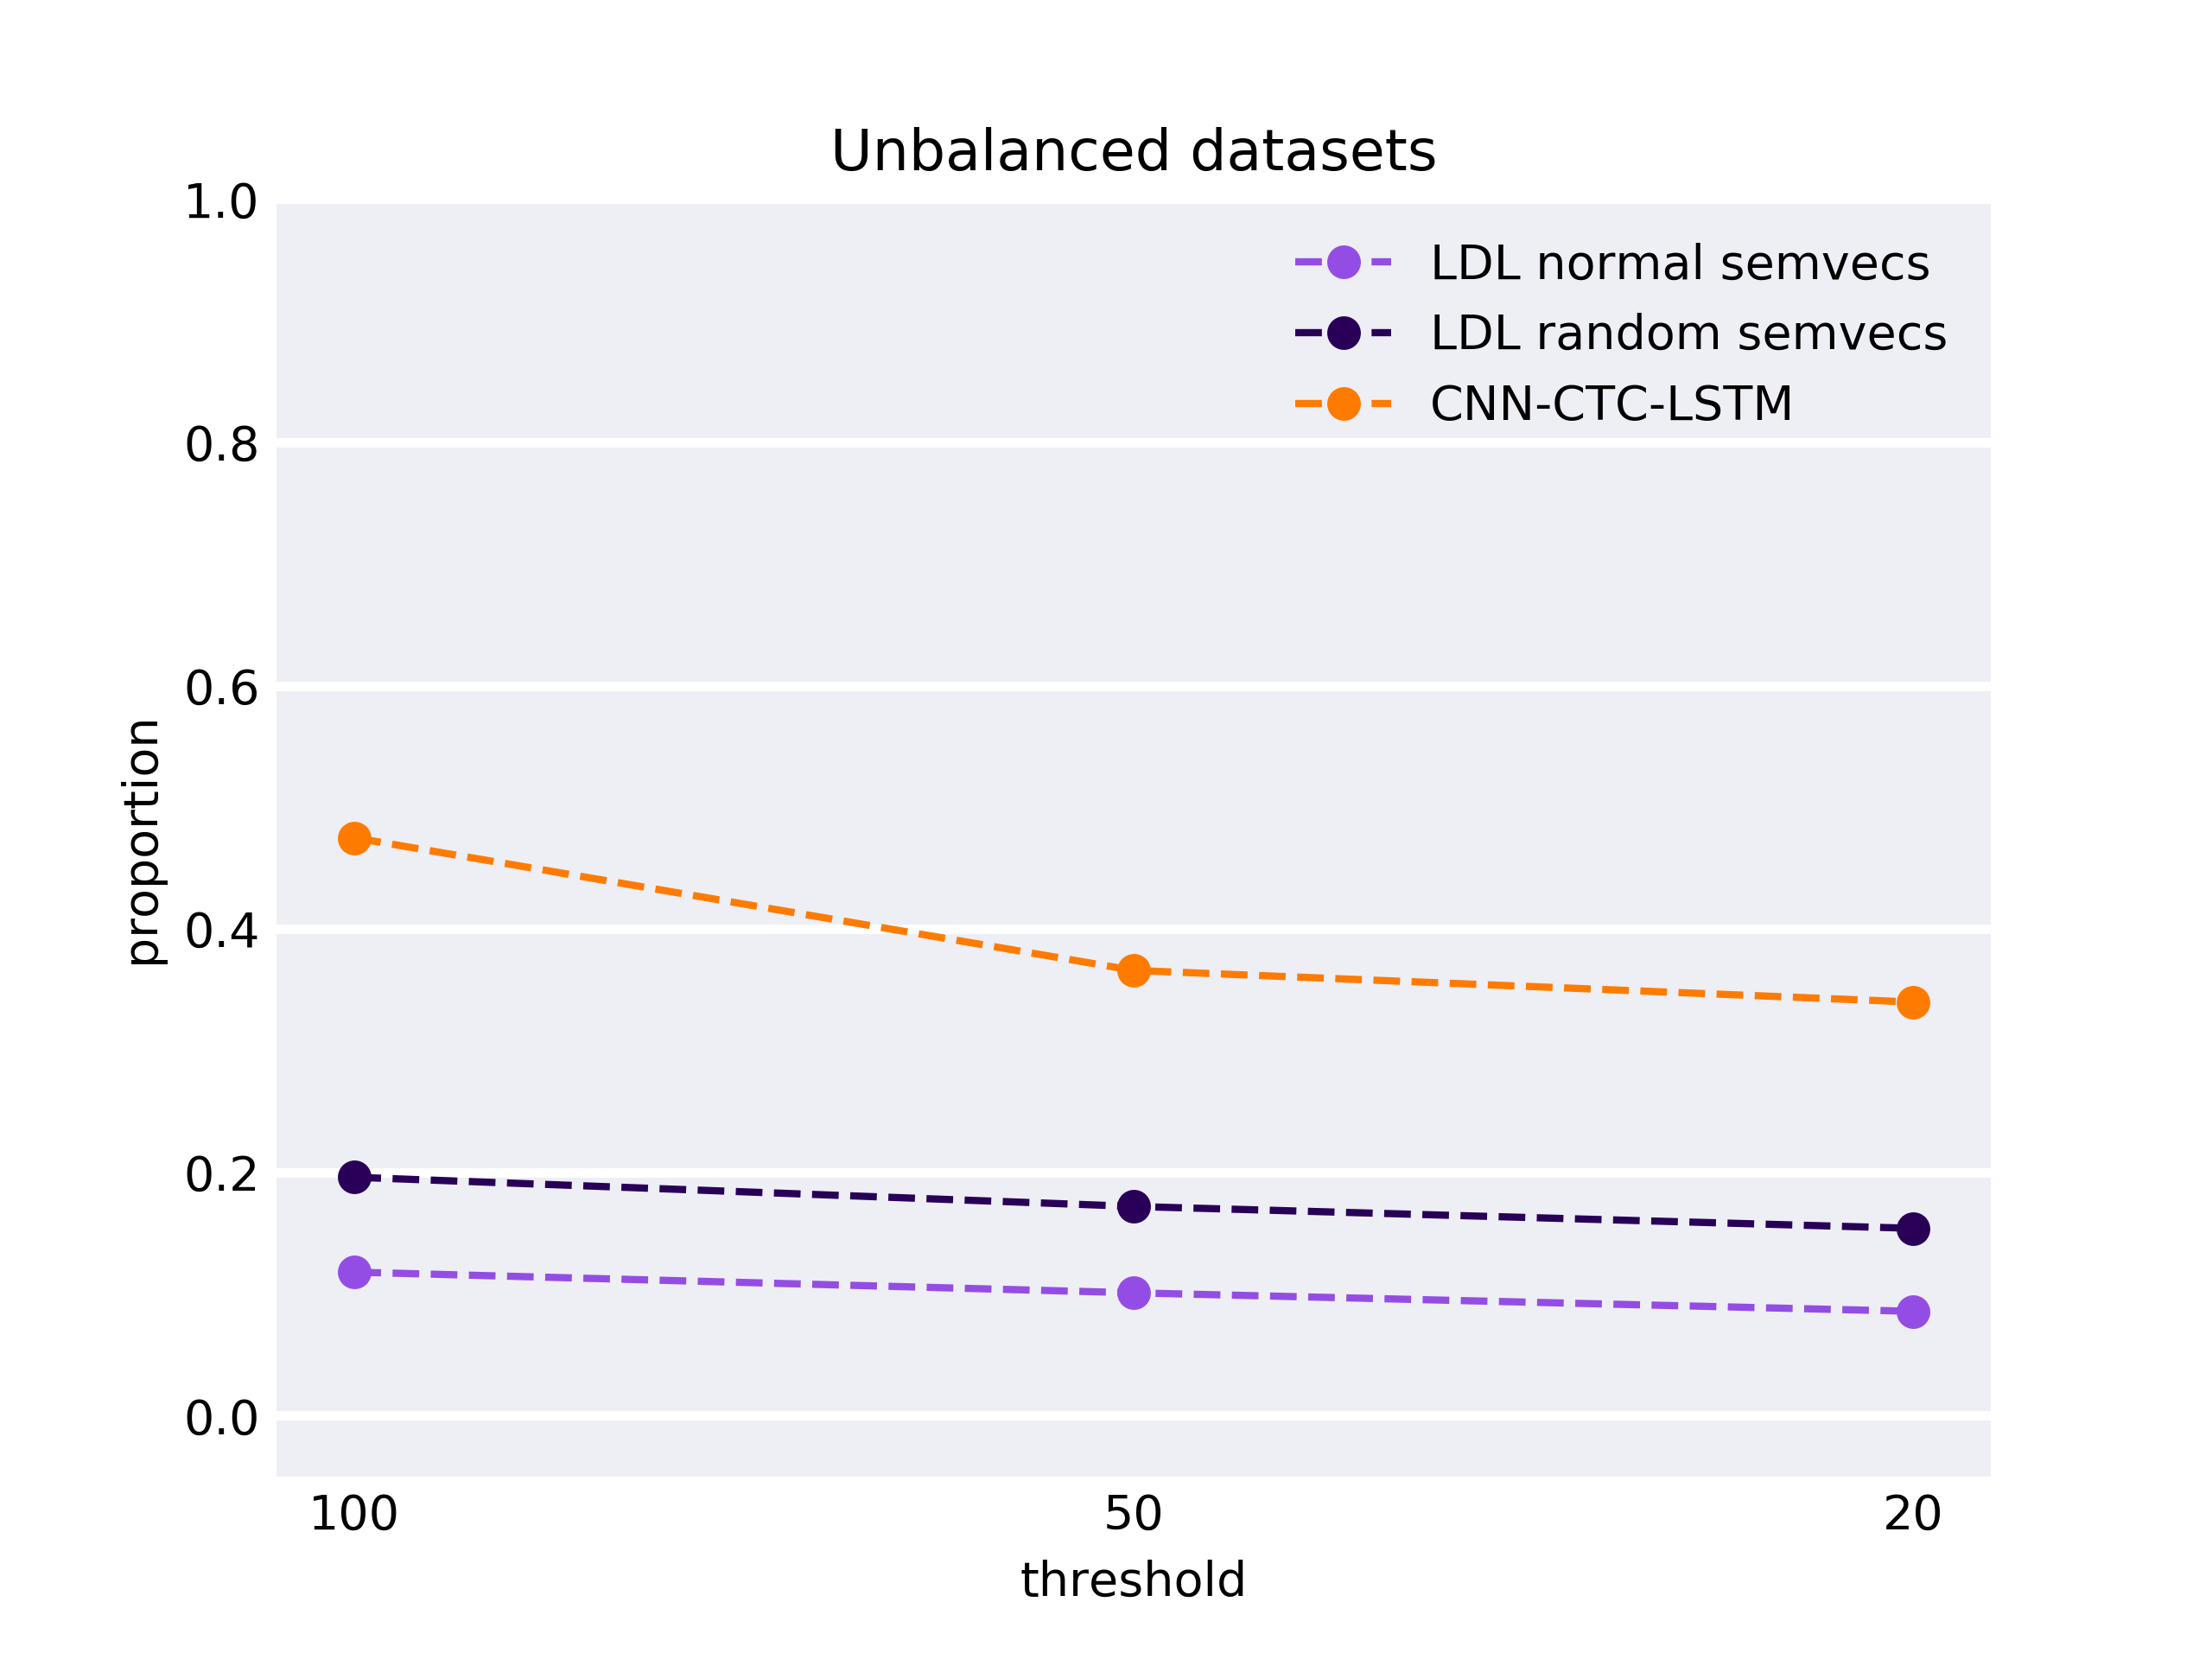 Unbalanced datasets
1.0
0.8
0.6
0.4
0.2
0.0
proportion
LDL normal semvecs
LDL random semvecs
CNN-CTC-LSTM
100 50 20
threshold